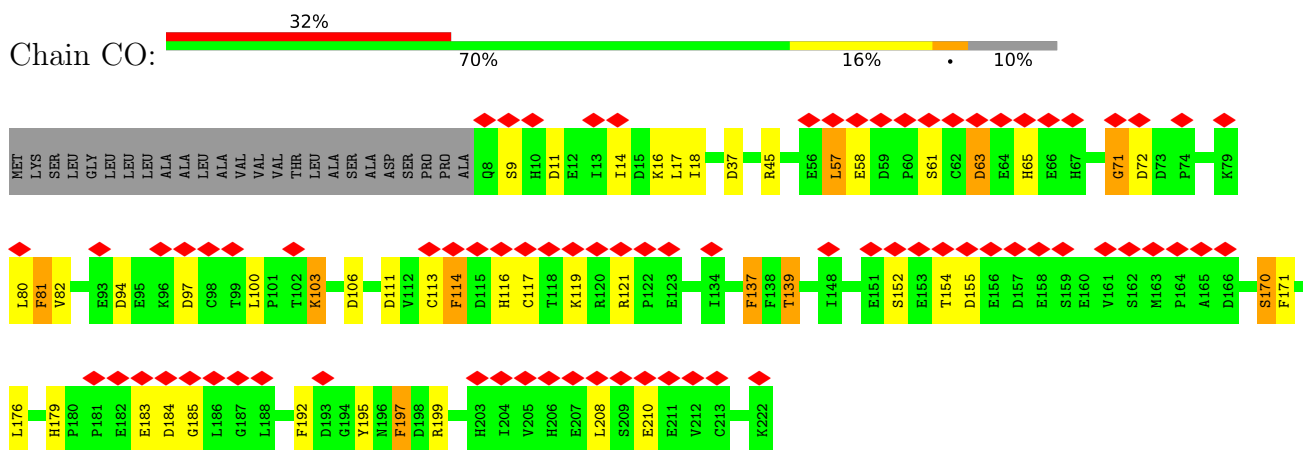 Chain CO:
32%
70% 16% • 10%
MET LYS SER LEU GLY LEU LEU LEU ALA ALA LEU ALA VAL VAL VAL THR LEU ALA SER ALA ASP SER PRO PRO ALA Q8 S9 H10 D11 E12 I13 I14 D15 K16 L17 I18 D37 R45 E56 L57 E58 D59 P60 S61 C62 D63 E64 H65 E66 H67 G71 D72 D73 P74 K79
L80 F81 V82 E93 D94 E95 K96 D97 C98 T99 L100 P101 T102 K103 D106 D111 V112 C113 F114 D115 H116 C117 T118 K119 R120 R121 P122 E123 I134 F137 F138 T139 I148 E151 S152 E153 T154 D155 E156 D157 E158 S159 E160 V161 S162 M163 P164 A165 D166 S170 F171
L176 H179 P180 P181 E182 E183 D184 G185 L186 G187 L188 F192 D193 G194 Y195 N196 F197 D198 R199 H203 I204 V205 H206 E207 L208 S209 E210 E211 V212 C213 K222